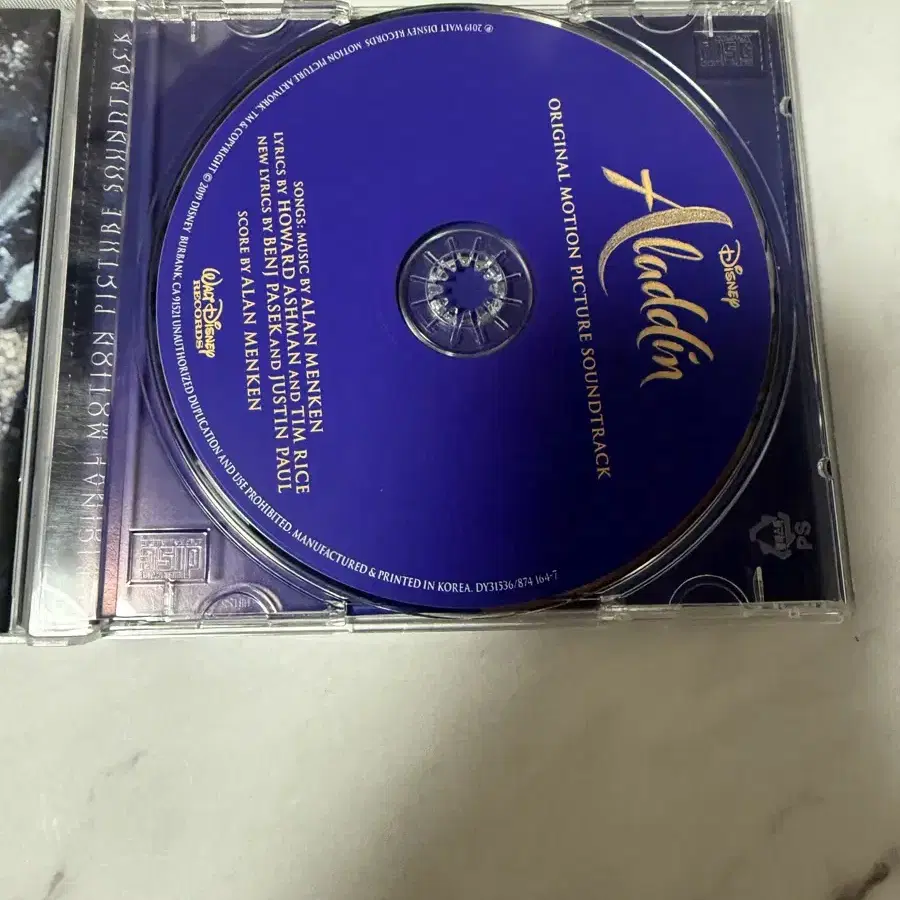 DISNEY
Aladdin
ORIGINAL MOTION PICTURE SOUNDTRACK
SONGS: MUSIC BY ALAN MENKEN
LYRICS BY HOWARD ASHMAN AND TIM RICE
NEW LYRICS BY BENJ PASEK AND JUSTIN PAUL
SCORE BY ALAN MENKEN
WALT DISNEY
RECORDS
℗ 2019 WALT DISNEY RECORDS MOTION PICTURE ARTWORK, TM & COPYRIGHT © 2019 DISNEY BURBANK, CA 91521 UNAUTHORIZED DUPLICATION AND USE PROHIBITED. MANUFACTURED & PRINTED IN KOREA. DY31536/874 164-7
IGINAL MOTION PICTURE SOUNDTRACK
disc
PS